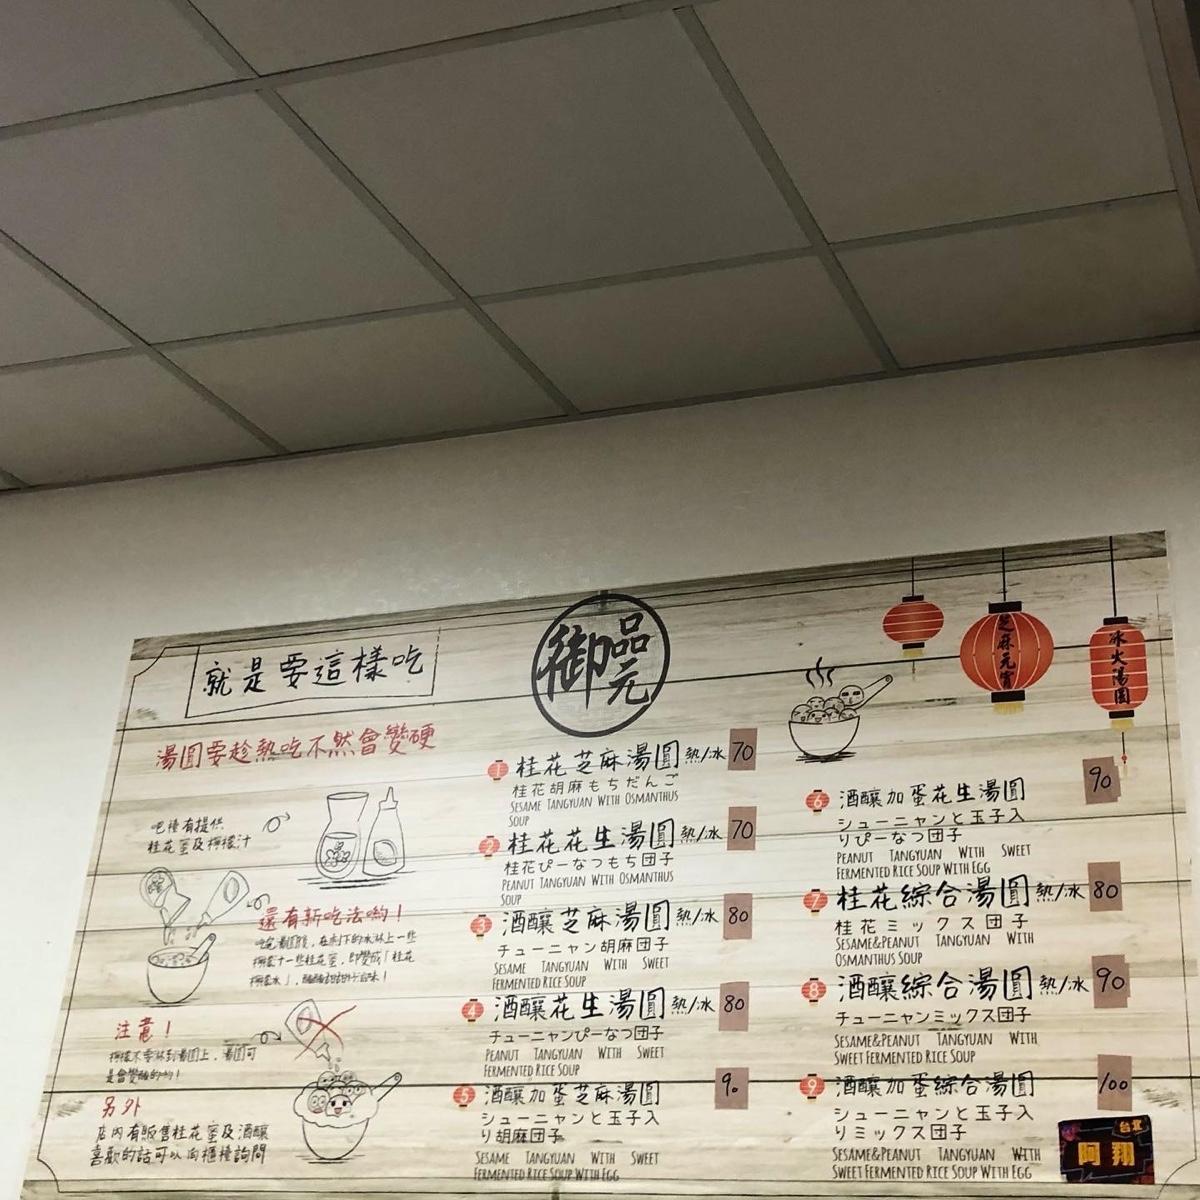 就是要這樣吃
御品元
芝麻元宵
冰火湯圓
湯圓要趁熱吃不然會變硬
吧檯有提供
桂花蜜及檸檬汁
還有新吃法喲！
注意！
檸檬不要淋到湯圓上，湯圓可
是會變酸的喲！
另外
店內有販售桂花蜜及酒釀
喜歡的話可以向櫃檯詢問
1 桂花芝麻湯圓 熱/冰 70
桂花胡麻もちだんご
SESAME TANGYUAN WITH OSMANTHUS
SOUP
2 桂花花生湯圓 熱/冰 70
桂花ぴーなつもち団子
PEANUT TANGYUAN WITH OSMANTHUS
SOUP
3 酒釀芝麻湯圓 熱/冰 80
チューニャン胡麻団子
SESAME TANGYUAN WITH SWEET
FERMENTED RICE SOUP
4 酒釀花生湯圓 熱/冰 80
チューニャンぴーなつ団子
PEANUT TANGYUAN WITH SWEET
FERMENTED RICE SOUP
5 酒釀加蛋芝麻湯圓 90
シューニャンと玉子入
り胡麻団子
SESAME TANGYUAN WITH SWEET
FERMENTED RICE SOUP WITH EGG
6 酒釀加蛋花生湯圓 90
シューニャンと玉子入
りぴーなつ団子
PEANUT TANGYUAN WITH SWEET
FERMENTED RICE SOUP WITH EGG
7 桂花綜合湯圓 熱/冰 80
桂花ミックス団子
SESAME&PEANUT TANGYUAN WITH
OSMANTHUS SOUP
8 酒釀綜合湯圓 熱/冰 90
チューニャンミックス団子
SESAME&PEANUT TANGYUAN WITH
SWEET FERMENTED RICE SOUP
9 酒釀加蛋綜合湯圓 100
シューニャンと玉子入
りミックス団子
SESAME&PEANUT TANGYUAN WITH
SWEET FERMENTED RICE SOUP WITH EGG
台北
阿翔